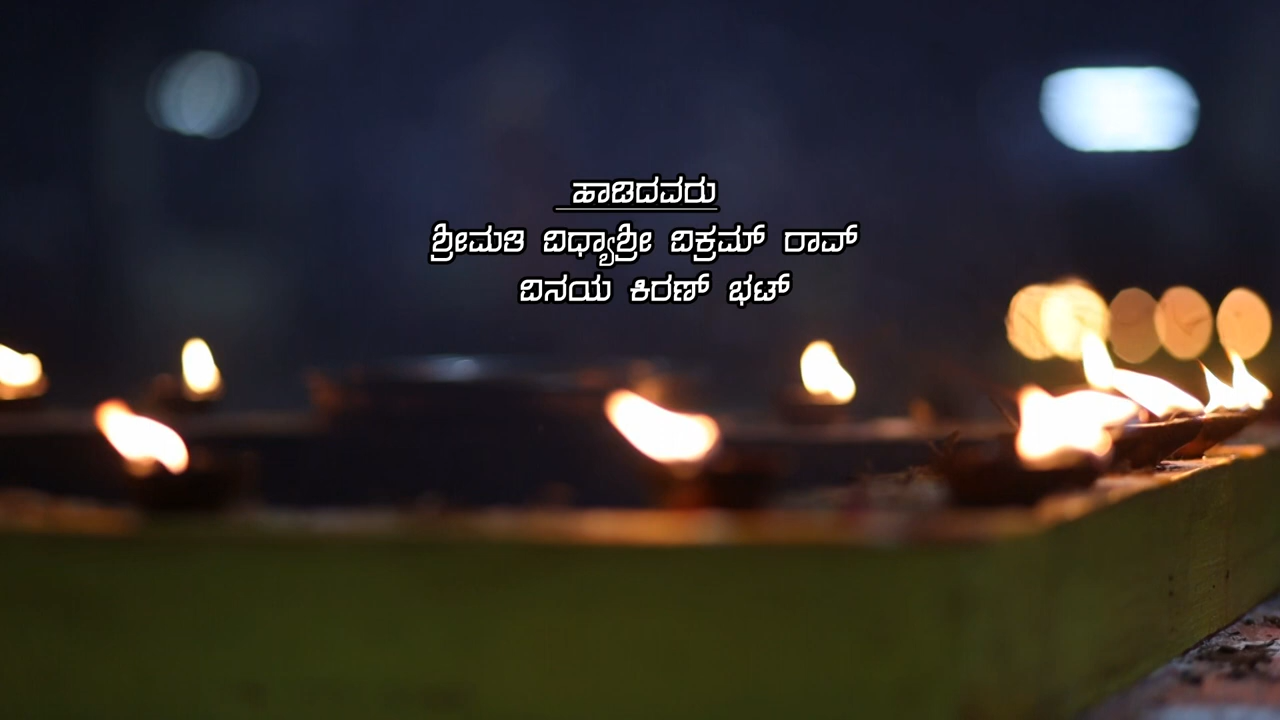 ಹಾಡಿದವರು
ಶ್ರೀಮತಿ ವಿಧ್ಯಾಶ್ರೀ ವಿಕ್ರಮ್ ರಾವ್
ವಿನಯ ಕಿರಣ್ ಭಟ್